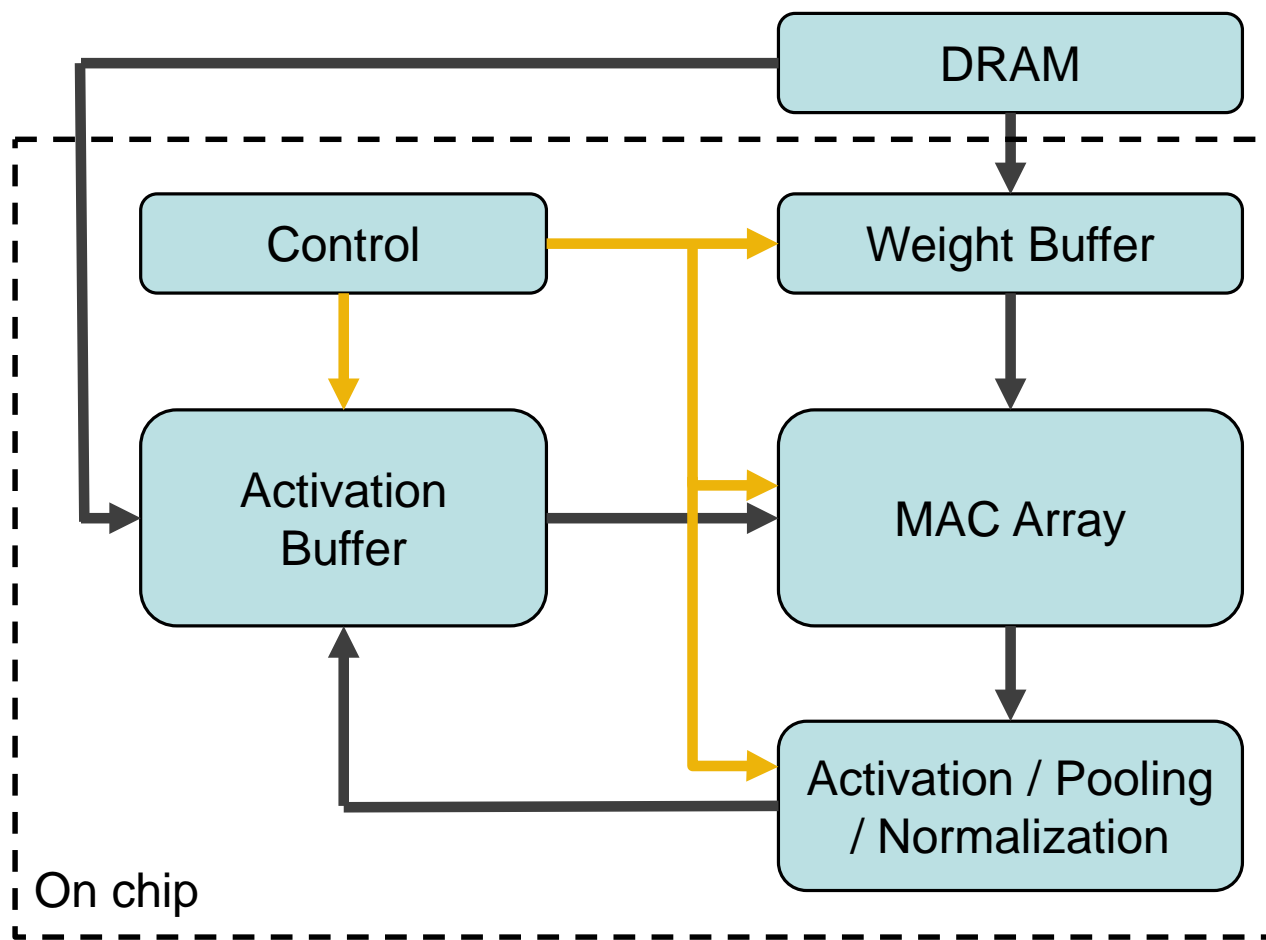 DRAM
Control
Weight Buffer
Activation
Buffer
MAC Array
Activation / Pooling
/ Normalization
On chip